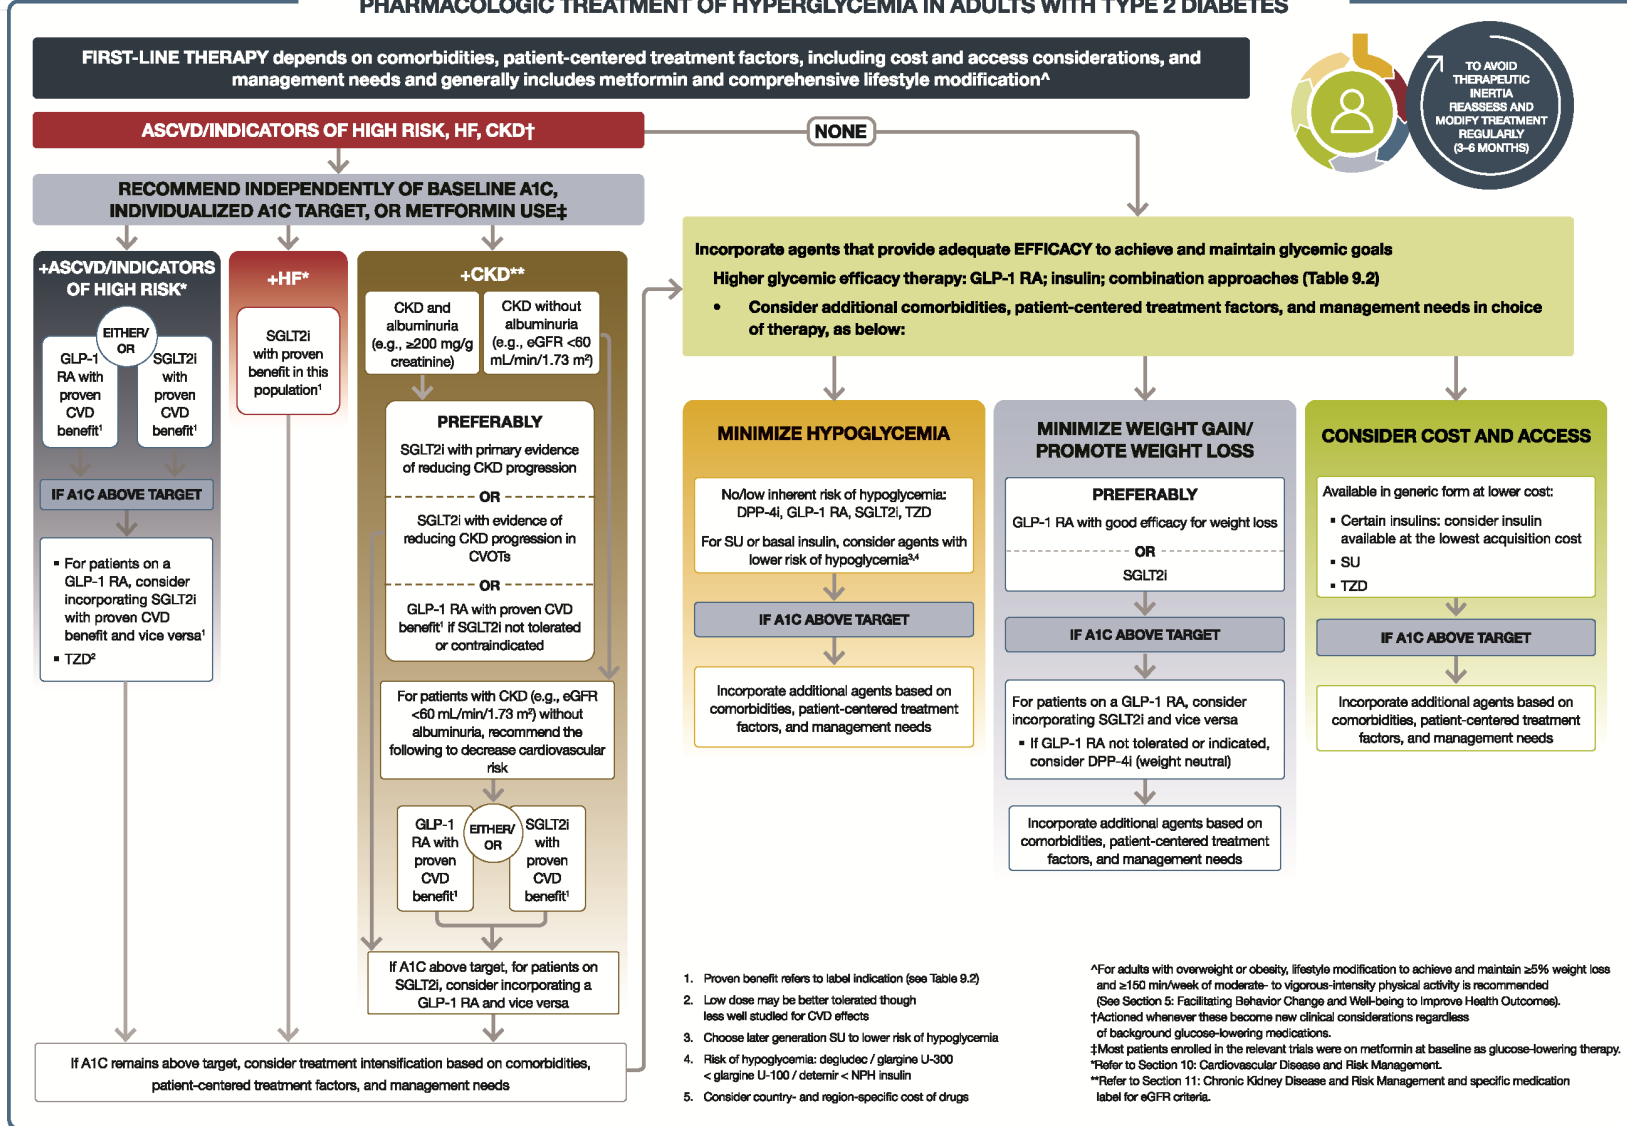 PHARMACOLOGIC TREATMENT OF HYPERGLYCEMIA IN ADULTS WITH TYPE 2 DIABETES
FIRST-LINE THERAPY depends on comorbidities, patient-centered treatment factors, including cost and access considerations, and
management needs and generally includes metformin and comprehensive lifestyle modification^
TO AVOID
THERAPEUTIC
INERTIA
REASSESS AND
MODIFY TREATMENT
REGULARLY
(3–6 MONTHS)
ASCVD/INDICATORS OF HIGH RISK, HF, CKD†
NONE
RECOMMEND INDEPENDENTLY OF BASELINE A1C,
INDIVIDUALIZED A1C TARGET, OR METFORMIN USE‡
+ASCVD/INDICATORS
OF HIGH RISK*
EITHER/
OR
GLP-1
RA with
proven
CVD
benefit¹
SGLT2i
with
proven
CVD
benefit¹
IF A1C ABOVE TARGET
▪ For patients on a
GLP-1 RA, consider
incorporating SGLT2i
with proven CVD
benefit and vice versa¹
▪ TZD²
+HF*
SGLT2i
with proven
benefit in this
population¹
+CKD**
CKD and
albuminuria
(e.g., ≥200 mg/g
creatinine)
CKD without
albuminuria
(e.g., eGFR <60
mL/min/1.73 m²)
PREFERABLY
SGLT2i with primary evidence
of reducing CKD progression
OR
SGLT2i with evidence of
reducing CKD progression in
CVOTs
OR
GLP-1 RA with proven CVD
benefit¹ if SGLT2i not tolerated
or contraindicated
For patients with CKD (e.g., eGFR
<60 mL/min/1.73 m²) without
albuminuria, recommend the
following to decrease cardiovascular
risk
EITHER/
OR
GLP-1
RA with
proven
CVD
benefit¹
SGLT2i
with
proven
CVD
benefit¹
If A1C above target, for patients on
SGLT2i, consider incorporating a
GLP-1 RA and vice versa
If A1C remains above target, consider treatment intensification based on comorbidities,
patient-centered treatment factors, and management needs
Incorporate agents that provide adequate EFFICACY to achieve and maintain glycemic goals
Higher glycemic efficacy therapy: GLP-1 RA; insulin; combination approaches (Table 9.2)
• Consider additional comorbidities, patient-centered treatment factors, and management needs in choice
of therapy, as below:
MINIMIZE HYPOGLYCEMIA
No/low inherent risk of hypoglycemia:
DPP-4i, GLP-1 RA, SGLT2i, TZD
For SU or basal insulin, consider agents with
lower risk of hypoglycemia³,⁴
IF A1C ABOVE TARGET
Incorporate additional agents based on
comorbidities, patient-centered treatment
factors, and management needs
MINIMIZE WEIGHT GAIN/
PROMOTE WEIGHT LOSS
PREFERABLY
GLP-1 RA with good efficacy for weight loss
OR
SGLT2i
IF A1C ABOVE TARGET
For patients on a GLP-1 RA, consider
incorporating SGLT2i and vice versa
▪ If GLP-1 RA not tolerated or indicated,
consider DPP-4i (weight neutral)
Incorporate additional agents based on
comorbidities, patient-centered treatment
factors, and management needs
CONSIDER COST AND ACCESS
Available in generic form at lower cost:
▪ Certain insulins: consider insulin
available at the lowest acquisition cost
▪ SU
▪ TZD
IF A1C ABOVE TARGET
Incorporate additional agents based on
comorbidities, patient-centered treatment
factors, and management needs
1. Proven benefit refers to label indication (see Table 9.2)
2. Low dose may be better tolerated though
less well studied for CVD effects
3. Choose later generation SU to lower risk of hypoglycemia
4. Risk of hypoglycemia: degludec / glargine U-300
< glargine U-100 / detemir < NPH insulin
5. Consider country- and region-specific cost of drugs
^For adults with overweight or obesity, lifestyle modification to achieve and maintain ≥5% weight loss
and ≥150 min/week of moderate- to vigorous-intensity physical activity is recommended
(See Section 5: Facilitating Behavior Change and Well-being to Improve Health Outcomes).
†Actioned whenever these become new clinical considerations regardless
of background glucose-lowering medications.
‡Most patients enrolled in the relevant trials were on metformin at baseline as glucose-lowering therapy.
*Refer to Section 10: Cardiovascular Disease and Risk Management.
**Refer to Section 11: Chronic Kidney Disease and Risk Management and specific medication
label for eGFR criteria.